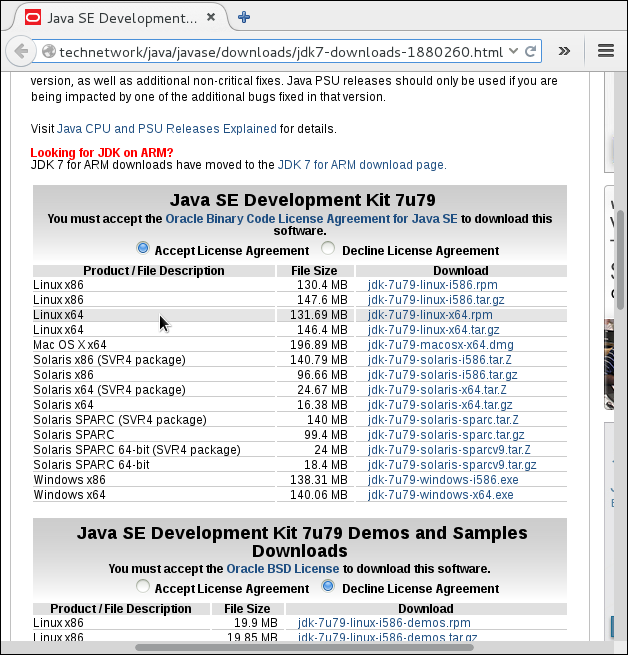 Java SE Development...
technetwork/java/javase/downloads/jdk7-downloads-1880260.html
version, as well as additional non-critical fixes. Java PSU releases should only be used if you are
being impacted by one of the additional bugs fixed in that version.
Visit Java CPU and PSU Releases Explained for details.
Looking for JDK on ARM?
JDK 7 for ARM downloads have moved to the JDK 7 for ARM download page.
Java SE Development Kit 7u79
You must accept the Oracle Binary Code License Agreement for Java SE to download this
software.
Accept License Agreement Decline License Agreement
Product / File Description File Size Download
Linux x86 130.4 MB jdk-7u79-linux-i586.rpm
Linux x86 147.6 MB jdk-7u79-linux-i586.tar.gz
Linux x64 131.69 MB jdk-7u79-linux-x64.rpm
Linux x64 146.4 MB jdk-7u79-linux-x64.tar.gz
Mac OS X x64 196.89 MB jdk-7u79-macosx-x64.dmg
Solaris x86 (SVR4 package) 140.79 MB jdk-7u79-solaris-i586.tar.Z
Solaris x86 96.66 MB jdk-7u79-solaris-i586.tar.gz
Solaris x64 (SVR4 package) 24.67 MB jdk-7u79-solaris-x64.tar.Z
Solaris x64 16.38 MB jdk-7u79-solaris-x64.tar.gz
Solaris SPARC (SVR4 package) 140 MB jdk-7u79-solaris-sparc.tar.Z
Solaris SPARC 99.4 MB jdk-7u79-solaris-sparc.tar.gz
Solaris SPARC 64-bit (SVR4 package) 24 MB jdk-7u79-solaris-sparcv9.tar.Z
Solaris SPARC 64-bit 18.4 MB jdk-7u79-solaris-sparcv9.tar.gz
Windows x86 138.31 MB jdk-7u79-windows-i586.exe
Windows x64 140.06 MB jdk-7u79-windows-x64.exe
Java SE Development Kit 7u79 Demos and Samples
Downloads
You must accept the Oracle BSD License to download this software.
Accept License Agreement Decline License Agreement
Product / File Description File Size Download
Linux x86 19.9 MB jdk-7u79-linux-i586-demos.rpm
Linux x86 19.85 MB jdk-7u79-linux-i586-demos.tar.gz